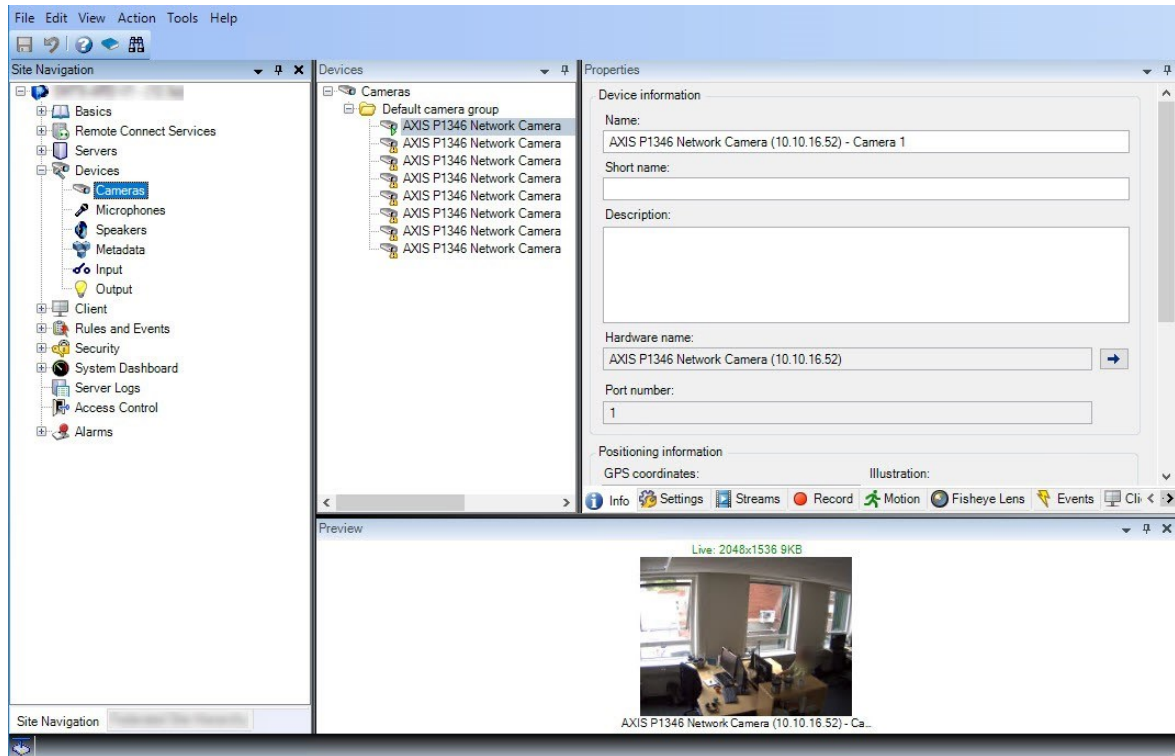 File Edit View Action Tools Help
Site Navigation
Basics
Remote Connect Services
Servers
Devices
Cameras
Microphones
Speakers
Metadata
Input
Output
Client
Rules and Events
Security
System Dashboard
Server Logs
Access Control
Alarms
Site Navigation
Devices
Cameras
Default camera group
AXIS P1346 Network Camera
AXIS P1346 Network Camera
AXIS P1346 Network Camera
AXIS P1346 Network Camera
AXIS P1346 Network Camera
AXIS P1346 Network Camera
AXIS P1346 Network Camera
AXIS P1346 Network Camera
Properties
Device information
Name:
AXIS P1346 Network Camera (10.10.16.52) - Camera 1
Short name:
Description:
Hardware name:
AXIS P1346 Network Camera (10.10.16.52)
Port number:
1
Positioning information
GPS coordinates: Illustration:
Info Settings Streams Record Motion Fisheye Lens Events Cli
Preview
Live: 2048x1536 9KB
AXIS P1346 Network Camera (10.10.16.52) - Ca...